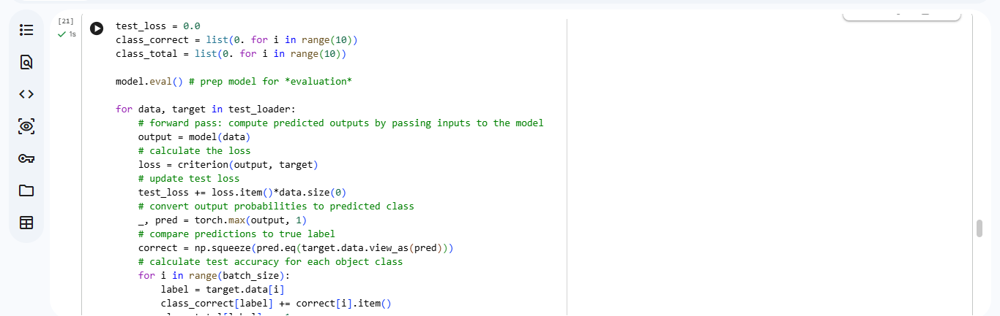 [21]
1s
test_loss = 0.0
class_correct = list(0. for i in range(10))
class_total = list(0. for i in range(10))
model.eval() # prep model for *evaluation*
for data, target in test_loader:
# forward pass: compute predicted outputs by passing inputs to the model
output = model(data)
# calculate the loss
loss = criterion(output, target)
# update test loss
test_loss += loss.item()*data.size(0)
# convert output probabilities to predicted class
_, pred = torch.max(output, 1)
# compare predictions to true label
correct = np.squeeze(pred.eq(target.data.view_as(pred)))
# calculate test accuracy for each object class
for i in range(batch_size):
label = target.data[i]
class_correct[label] += correct[i].item()